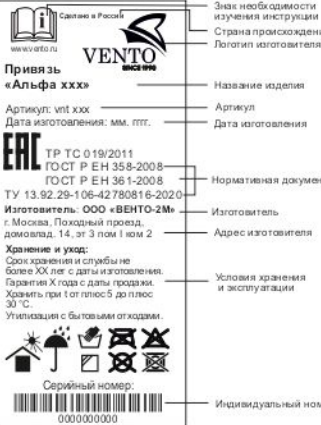 Сделано в России
www.vento.ru
VENTO
SINCE 1990
Привязь
«Альфа ххх»
Артикул: vnt xxx
Дата изготовления: мм. гггг.
ЕАС
ТР ТС 019/2011
ГОСТ Р ЕН 358-2008
ГОСТ Р ЕН 361-2008
ТУ 13.92.29-106-42780816-2020
Изготовитель: ООО «ВЕНТО-2М»
г. Москва, Походный проезд,
домовлад. 14, эт 3 пом I ком 2
Хранение и уход:
Срок хранения и службы не
более ХХ лет с даты изготовления.
Гарантия Х года с даты продажи.
Хранить при t от плюс 5 до плюс
30 °С.
Утилизация с бытовыми отходами.
Серийный номер:
0000000000
Знак необходимости
изучения инструкции
Страна происхождени
Логотип изготовителя
Название изделия
Артикул
Дата изготовления
Нормативная докумен
Изготовитель
Адрес изготовителя
Условия хранения
и эксплуатации
Индивидуальный ном